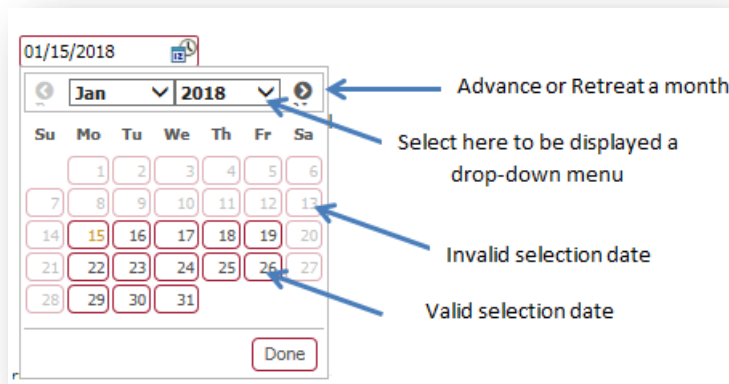 01/15/2018
12
Jan 2018
Advance or Retreat a month
Su Mo Tu We Th Fr Sa
Select here to be displayed a
drop-down menu
1 2 3 4 5 6
7 8 9 10 11 12 13
14 15 16 17 18 19 20
Invalid selection date
21 22 23 24 25 26 27
Valid selection date
28 29 30 31
Done